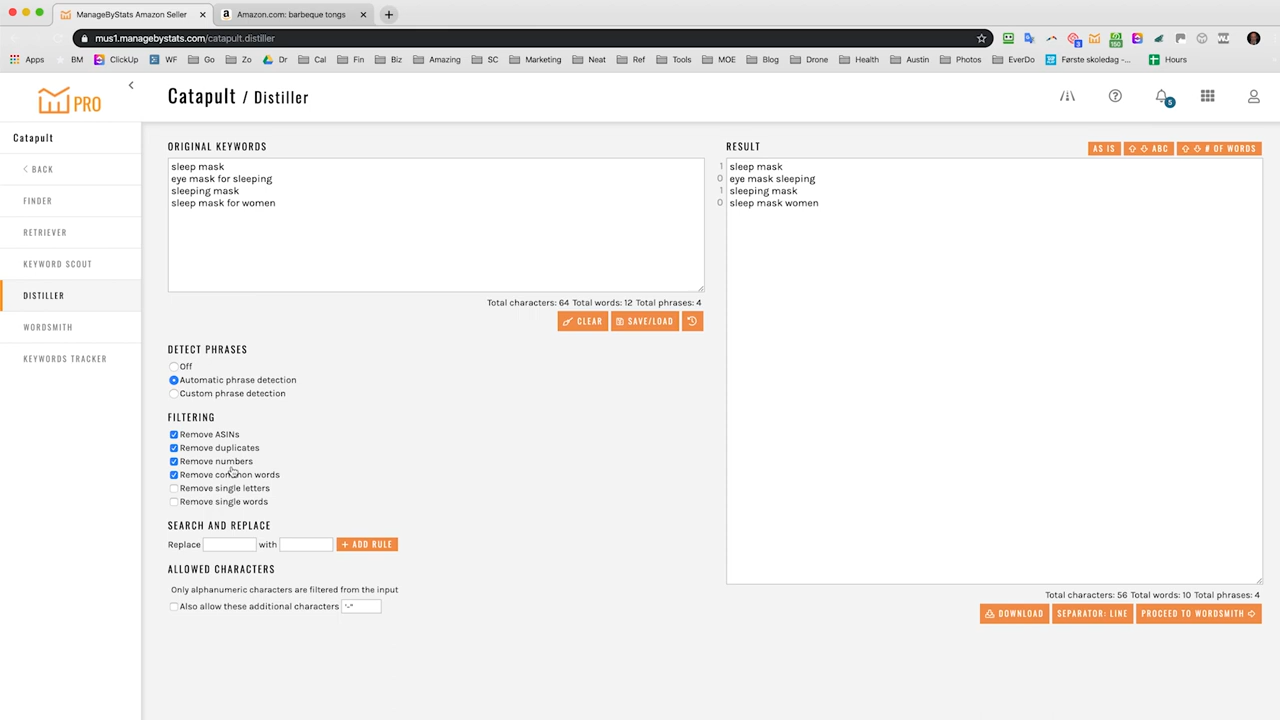 ManageByStats Amazon Seller
Amazon.com: barbeque tongs
mus1.managebystats.com/catapult.distiller
Apps BM ClickUp WF Go Zo Dr Cal Fin Biz Amazing SC Marketing Neat Ref Tools MOE Blog Drone Health Austin Photos EverDo Første skoledag -... Hours
PRO
Catapult / Distiller
5
Catapult
BACK
FINDER
RETRIEVER
KEYWORD SCOUT
DISTILLER
WORDSMITH
KEYWORDS TRACKER
ORIGINAL KEYWORDS
sleep mask
eye mask for sleeping
sleeping mask
sleep mask for women
Total characters: 64 Total words: 12 Total phrases: 4
CLEAR
SAVE/LOAD
DETECT PHRASES
Off
Automatic phrase detection
Custom phrase detection
FILTERING
Remove ASINs
Remove duplicates
Remove numbers
Remove common words
Remove single letters
Remove single words
SEARCH AND REPLACE
Replace with + ADD RULE
ALLOWED CHARACTERS
Only alphanumeric characters are filtered from the input
Also allow these additional characters '-"
RESULT
AS IS
ABC
# OF WORDS
1 sleep mask
0 eye mask sleeping
1 sleeping mask
0 sleep mask women
Total characters: 56 Total words: 10 Total phrases: 4
DOWNLOAD
SEPARATOR: LINE
PROCEED TO WORDSMITH